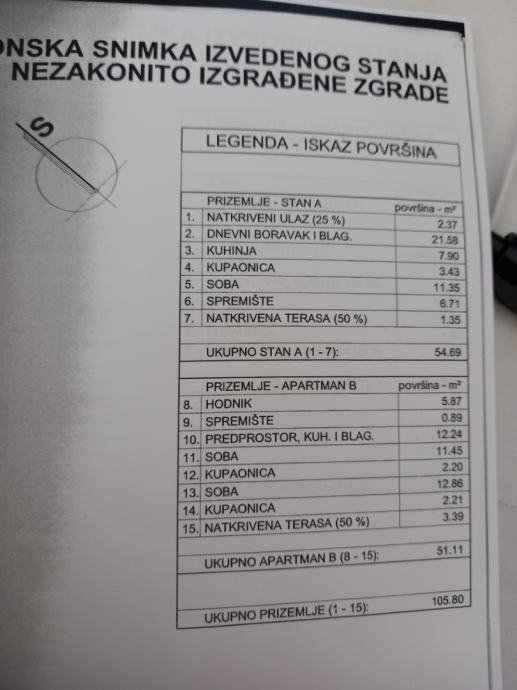 ONSKA SNIMKA IZVEDENOG STANJA
NEZAKONITO IZGRAĐENE ZGRADE
S
LEGENDA - ISKAZ POVRŠINA
PRIZEMLJE - STAN A površina - m²
1. NATKRIVENI ULAZ (25 %) 2.37
2. DNEVNI BORAVAK I BLAG. 21.58
3. KUHINJA 7.90
4. KUPAONICA 3.43
5. SOBA 11.35
6. SPREMIŠTE 6.71
7. NATKRIVENA TERASA (50 %) 1.35
UKUPNO STAN A (1 - 7): 54.69
PRIZEMLJE - APARTMAN B površina - m²
8. HODNIK 5.87
9. SPREMIŠTE 0.89
10. PREDPROSTOR, KUH. I BLAG. 12.24
11. SOBA 11.45
12. KUPAONICA 2.20
13. SOBA 12.86
14. KUPAONICA 2.21
15. NATKRIVENA TERASA (50 %) 3.39
UKUPNO APARTMAN B (8 - 15): 51.11
UKUPNO PRIZEMLJE (1 - 15): 105.80